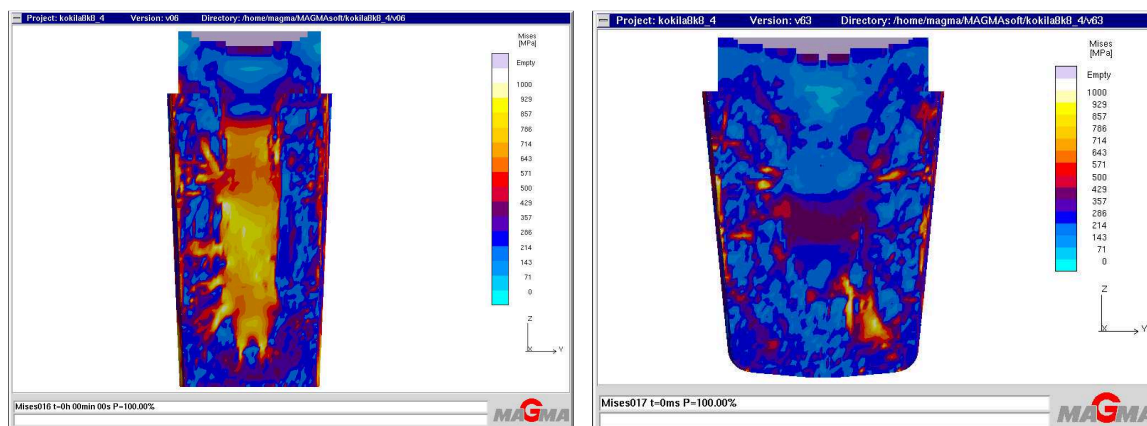 Project: kokila8k8_4 Version: v06 Directory: /home/magma/MAGMAsoft/kokila8k8_4/v06
Mises
[MPa]
Empty
1000
929
857
786
714
643
571
500
429
357
286
214
143
71
0
Z
X
Y
Mises016 t=0h 00min 00s P=100.00%
MAGMA
Project: kokila8k8_4 Version: v63 Directory: /home/magma/MAGMAsoft/kokila8k8_4/v63
Mises
[MPa]
Empty
1000
929
857
786
714
643
571
500
429
357
286
214
143
71
0
Z
X
Y
Mises017 t=0ms P=100.00%
MAGMA